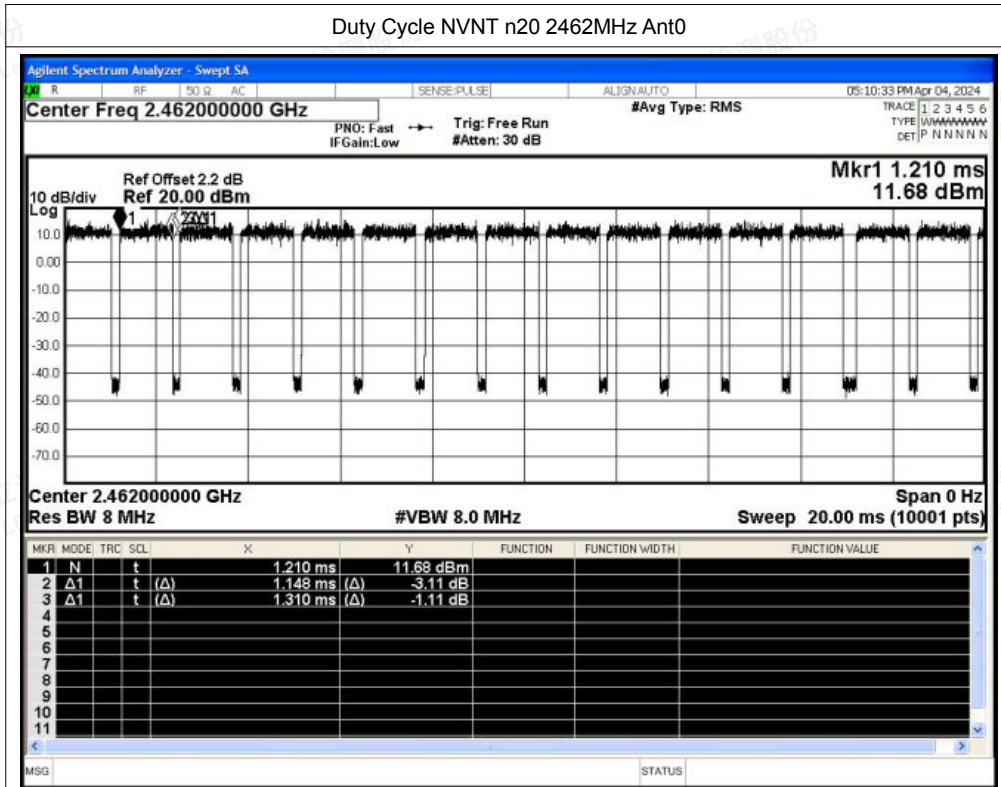 Duty Cycle NVNT n20 2462MHz Ant0
Agilent Spectrum Analyzer - Swept SA
LXI R RF 50 Ω AC SENSE:PULSE ALIGN AUTO 05:10:33 PM Apr 04, 2024
Center Freq 2.462000000 GHz #Avg Type: RMS TRACE 1 2 3 4 5 6
PNO: Fast Trig: Free Run TYPE WWWWWW
IFGain:Low #Atten: 30 dB DET P N N N N N
Mkr1 1.210 ms
Ref Offset 2.2 dB
10 dB/div Ref 20.00 dBm 11.68 dBm
Log
1
10.0
0.00
-10.0
-20.0
-30.0
-40.0
-50.0
-60.0
-70.0
Center 2.462000000 GHz Span 0 Hz
Res BW 8 MHz #VBW 8.0 MHz Sweep 20.00 ms (10001 pts)
MKR MODE TRC SCL X Y FUNCTION FUNCTION WIDTH FUNCTION VALUE
1 N t 1.210 ms 11.68 dBm
2 Δ1 t (Δ) 1.148 ms (Δ) -3.11 dB
3 Δ1 t (Δ) 1.310 ms (Δ) -1.11 dB
4
5
6
7
8
9
10
11
MSG STATUS